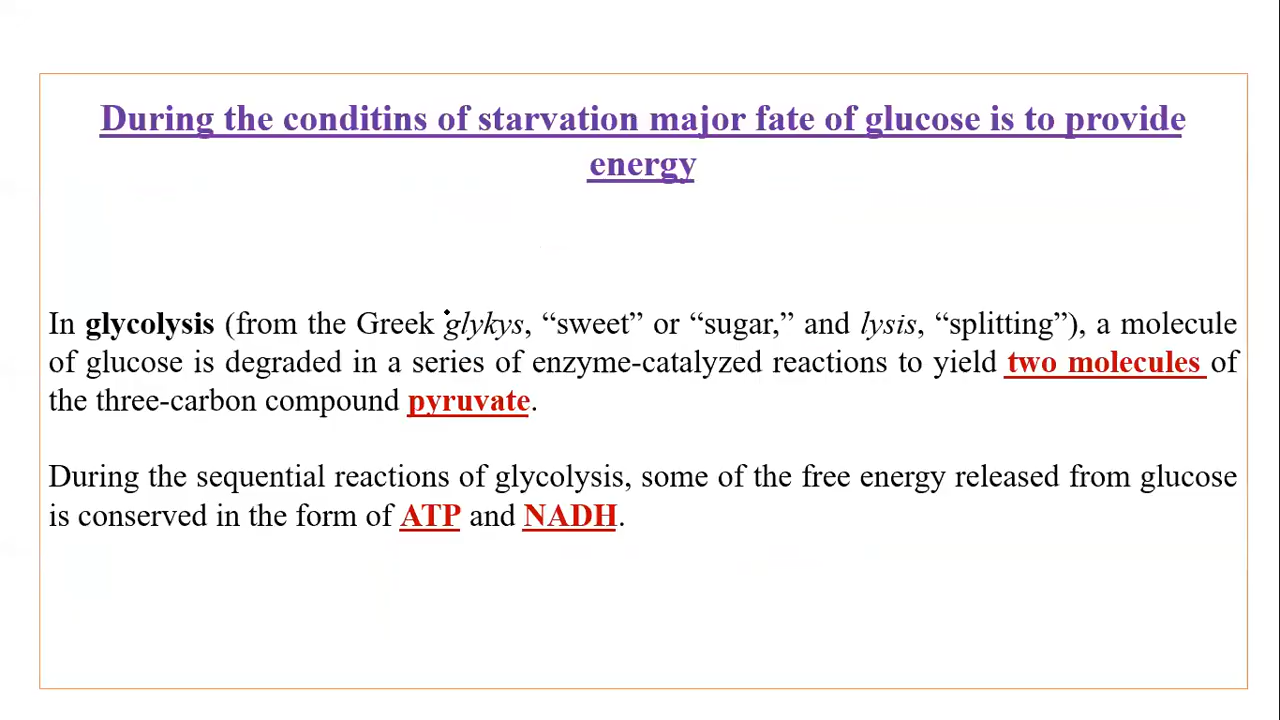 During the conditins of starvation major fate of glucose is to provide
energy
In glycolysis (from the Greek glykys, “sweet” or “sugar,” and lysis, “splitting”), a molecule
of glucose is degraded in a series of enzyme-catalyzed reactions to yield two molecules of
the three-carbon compound pyruvate.
During the sequential reactions of glycolysis, some of the free energy released from glucose
is conserved in the form of ATP and NADH.